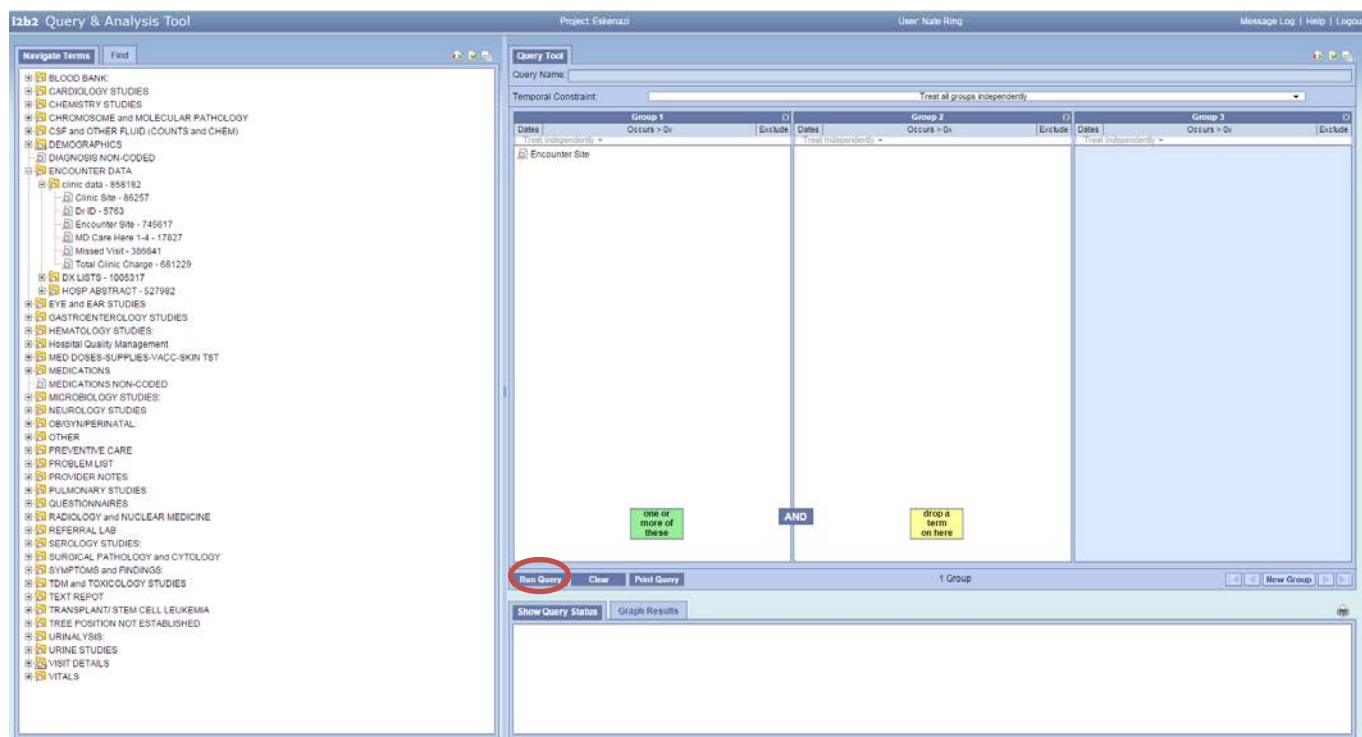 i2b2 Query & Analysis Tool
Project: Eskenazi
User: Nate Ring
Message Log | Help | Logou
Navigate Terms
Find
BLOOD BANK:
CARDIOLOGY STUDIES
CHEMISTRY STUDIES
CHROMOSOME and MOLECULAR PATHOLOGY
CSF and OTHER FLUID (COUNTS and CHEM)
DEMOGRAPHICS
DIAGNOSIS NON-CODED
ENCOUNTER DATA
clinic data - 858182
Clinic Site - 86257
Dr ID - 5763
Encounter Site - 745617
MD Care Here 1-4 - 17827
Missed Visit - 386841
Total Clinic Charge - 681229
DX LISTS - 1005317
HOSP ABSTRACT - 527982
EYE and EAR STUDIES
GASTROENTEROLOGY STUDIES
HEMATOLOGY STUDIES:
Hospital Quality Management
MED DOSES-SUPPLIES-VACC-SKIN TST
MEDICATIONS
MEDICATIONS NON-CODED
MICROBIOLOGY STUDIES:
NEUROLOGY STUDIES
OB/GYN/PERINATAL:
OTHER
PREVENTIVE CARE
PROBLEM LIST
PROVIDER NOTES
PULMONARY STUDIES
QUESTIONNAIRES
RADIOLOGY and NUCLEAR MEDICINE
REFERRAL LAB
SEROLOGY STUDIES:
SURGICAL PATHOLOGY and CYTOLOGY
SYMPTOMS and FINDINGS:
TDM and TOXICOLOGY STUDIES
TEXT REPOT
TRANSPLANT/ STEM CELL LEUKEMIA
TREE POSITION NOT ESTABLISHED
URINALYSIS:
URINE STUDIES
VISIT DETAILS
VITALS
Query Tool
Query Name:
Temporal Constraint: Treat all groups independently
Group 1
Dates Occurs > 0x Exclude
Treat Independently
Encounter Site
one or
more of
these
AND
Group 2
Dates Occurs > 0x Exclude
Treat Independently
drop a
term
on here
Group 3
Dates Occurs > 0x Exclude
Treat Independently
Run Query Clear Print Query 1 Group New Group
Show Query Status
Graph Results